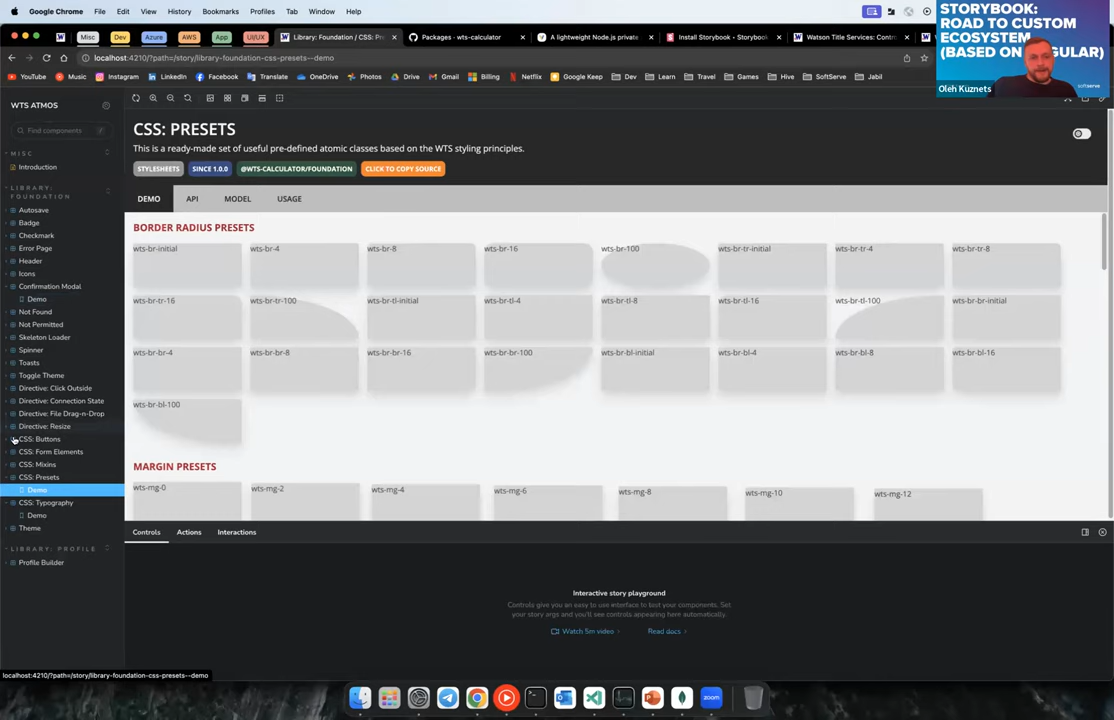 Google Chrome File Edit View History Bookmarks Profiles Tab Window Help
STORYBOOK:
ROAD TO CUSTOM
ECOSYSTEM
softserve
Oleh Kuznets
Misc Dev Azure AWS App UI/UX Library: Foundation / CSS: Pr Packages - wts-calculator A lightweight Node.js private Install Storybook • Storybook Watson Title Services: Contr
localhost:4210/?path=/story/library-foundation-css-presets--demo
YouTube Music Instagram LinkedIn Facebook Translate OneDrive Photos Drive Gmail Billing Netflix Google Keep Dev Learn Travel Games Hive SoftServe Jabil
WTS ATMOS
Find components /
MISC
Introduction
LIBRARY:
FOUNDATION
Autosave
Badge
Checkmark
Error Page
Header
Icons
Confirmation Modal
Demo
Not Found
Not Permitted
Skeleton Loader
Spinner
Toasts
Toggle Theme
Directive: Click Outside
Directive: Connection State
Directive: File Drag-n-Drop
Directive: Resize
CSS: Buttons
CSS: Form Elements
CSS: Mixins
CSS: Presets
Demo
CSS: Typography
Demo
Theme
LIBRARY: PROFILE
Profile Builder
CSS: PRESETS
This is a ready-made set of useful pre-defined atomic classes based on the WTS styling principles.
STYLESHEETS SINCE 1.0.0 @WTS-CALCULATOR/FOUNDATION CLICK TO COPY SOURCE
DEMO API MODEL USAGE
BORDER RADIUS PRESETS
wts-br-initial wts-br-4 wts-br-8 wts-br-16 wts-br-100 wts-br-tr-initial wts-br-tr-4 wts-br-tr-8
wts-br-tr-16 wts-br-tr-100 wts-br-tl-initial wts-br-tl-4 wts-br-tl-8 wts-br-tl-16 wts-br-tl-100 wts-br-br-initial
wts-br-br-4 wts-br-br-8 wts-br-br-16 wts-br-br-100 wts-br-bl-initial wts-br-bl-4 wts-br-bl-8 wts-br-bl-16
wts-br-bl-100
MARGIN PRESETS
wts-mg-0 wts-mg-2 wts-mg-4 wts-mg-6 wts-mg-8 wts-mg-10 wts-mg-12
Controls Actions Interactions
Interactive story playground
Controls give you an easy to use interface to test your components. Set
your story args and you'll see controls appearing here automatically.
Watch 5m video Read docs
localhost:4210/?path=/story/library-foundation-css-presets--demo
zoom